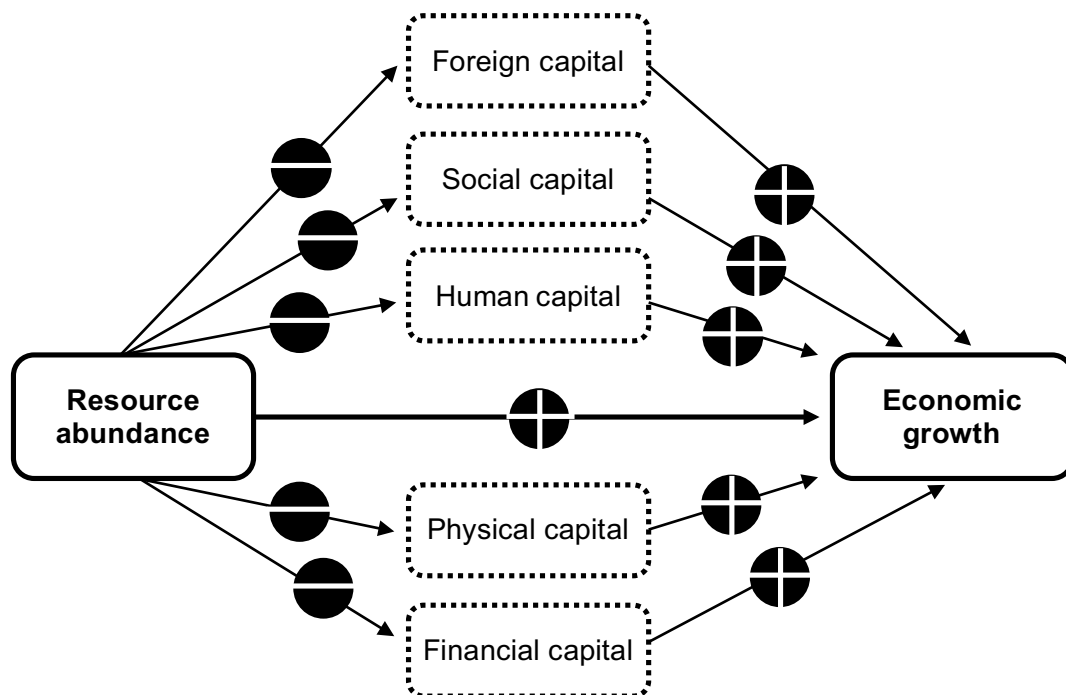 Foreign capital
Social capital
Human capital
Resource
abundance
Economic
growth
Physical capital
Financial capital